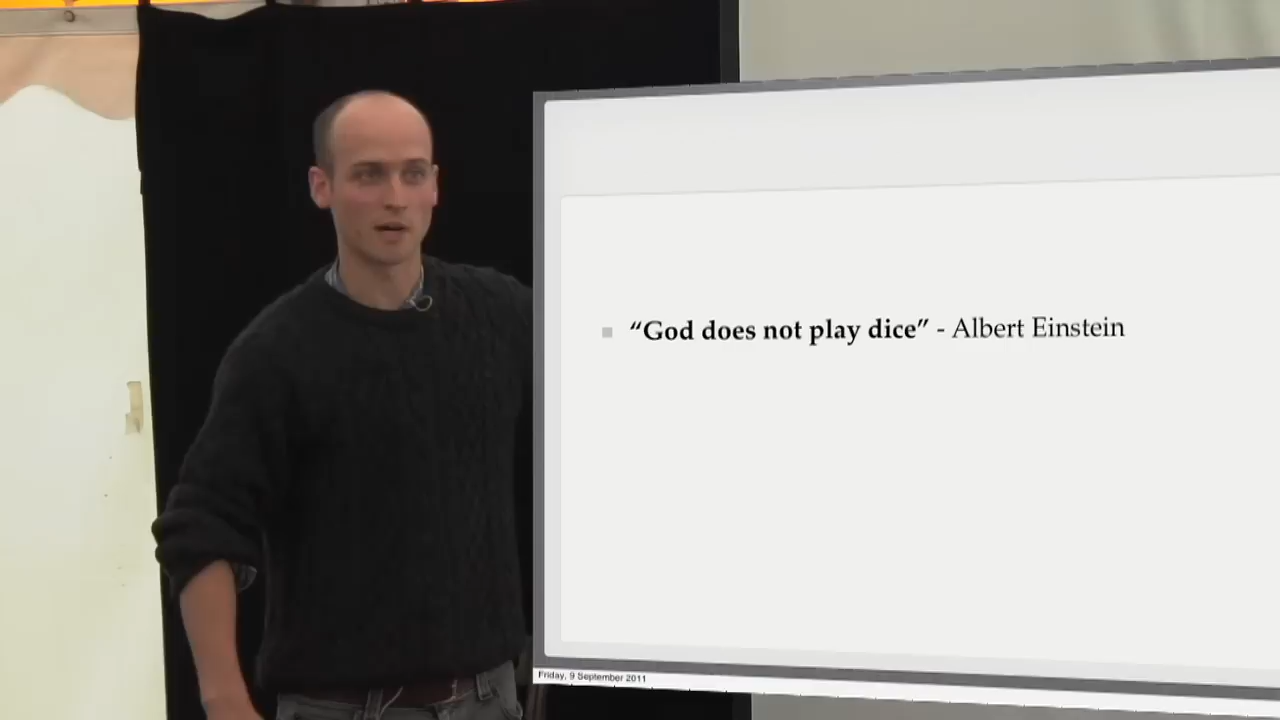 “God does not play dice” - Albert Einstein
Friday, 9 September 2011